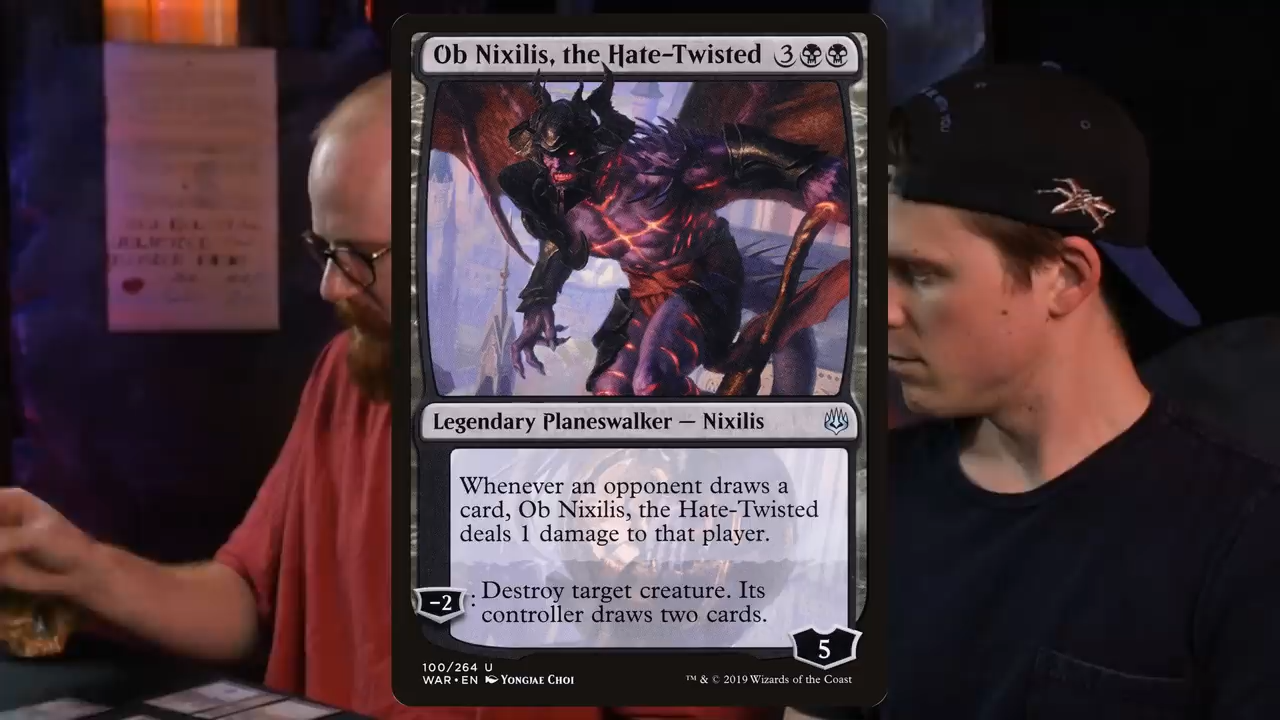 Ob Nixilis, the Hate-Twisted 3
Legendary Planeswalker — Nixilis
Whenever an opponent draws a
card, Ob Nixilis, the Hate-Twisted
deals 1 damage to that player.
-2: Destroy target creature. Its
controller draws two cards.
5
100/264 U
WAR • EN Yongjae Choi
™ & © 2019 Wizards of the Coast